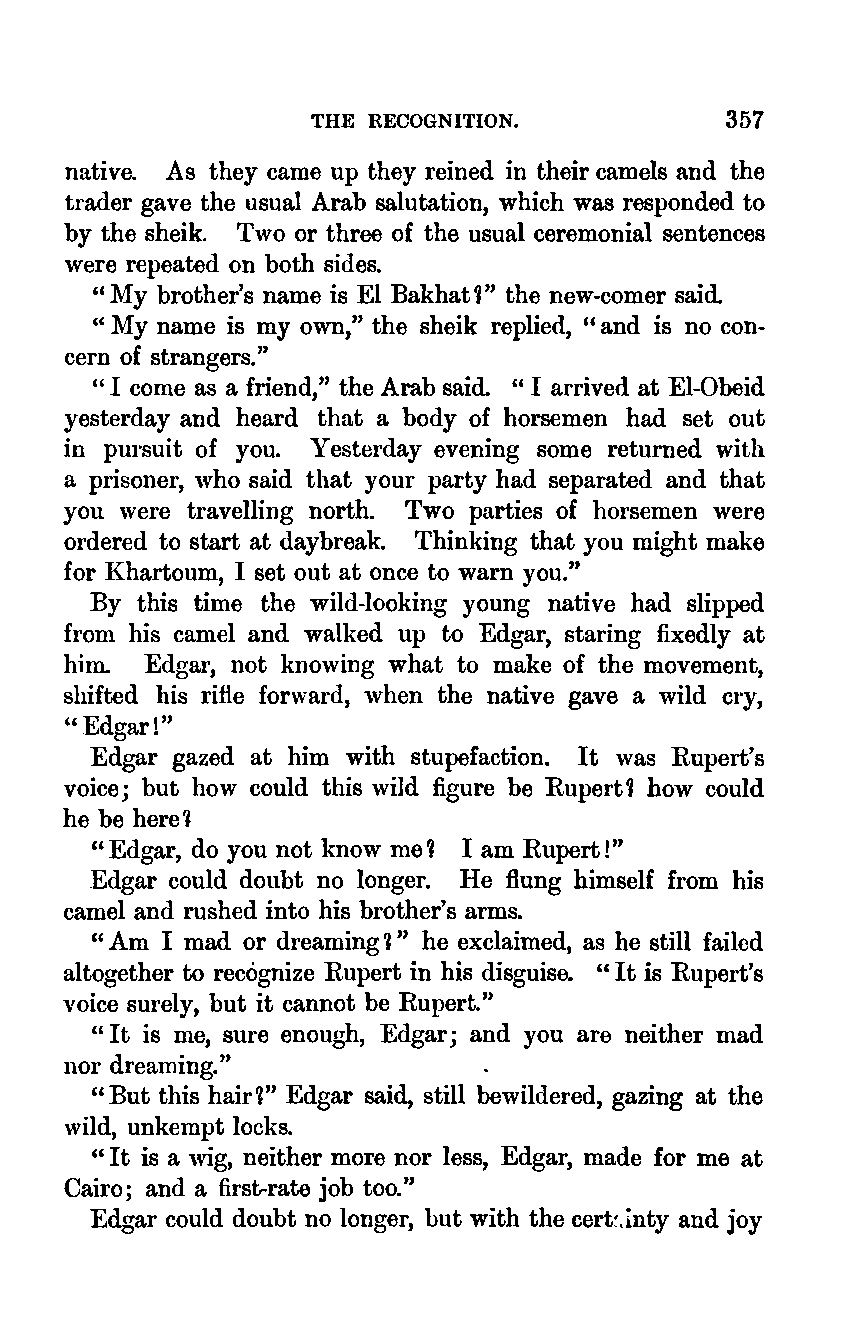 THE RECOGNITION. 357
native. As they came up they reined in their camels and the
trader gave the usual Arab salutation, which was responded to
by the sheik. Two or three of the usual ceremonial sentences
were repeated on both sides.
"My brother's name is El Bakhat?" the new-comer said.
"My name is my own," the sheik replied, "and is no con-
cern of strangers."
"I come as a friend," the Arab said. "I arrived at El-Obeid
yesterday and heard that a body of horsemen had set out
in pursuit of you. Yesterday evening some returned with
a prisoner, who said that your party had separated and that
you were travelling north. Two parties of horsemen were
ordered to start at daybreak. Thinking that you might make
for Khartoum, I set out at once to warn you."
By this time the wild-looking young native had slipped
from his camel and walked up to Edgar, staring fixedly at
him. Edgar, not knowing what to make of the movement,
shifted his rifle forward, when the native gave a wild cry,
"Edgar!"
Edgar gazed at him with stupefaction. It was Rupert's
voice; but how could this wild figure be Rupert? how could
he be here?
"Edgar, do you not know me? I am Rupert!"
Edgar could doubt no longer. He flung himself from his
camel and rushed into his brother's arms.
"Am I mad or dreaming?" he exclaimed, as he still failed
altogether to recognize Rupert in his disguise. "It is Rupert's
voice surely, but it cannot be Rupert."
"It is me, sure enough, Edgar; and you are neither mad
nor dreaming."
"But this hair?" Edgar said, still bewildered, gazing at the
wild, unkempt locks.
"It is a wig, neither more nor less, Edgar, made for me at
Cairo; and a first-rate job too."
Edgar could doubt no longer, but with the certainty and joy